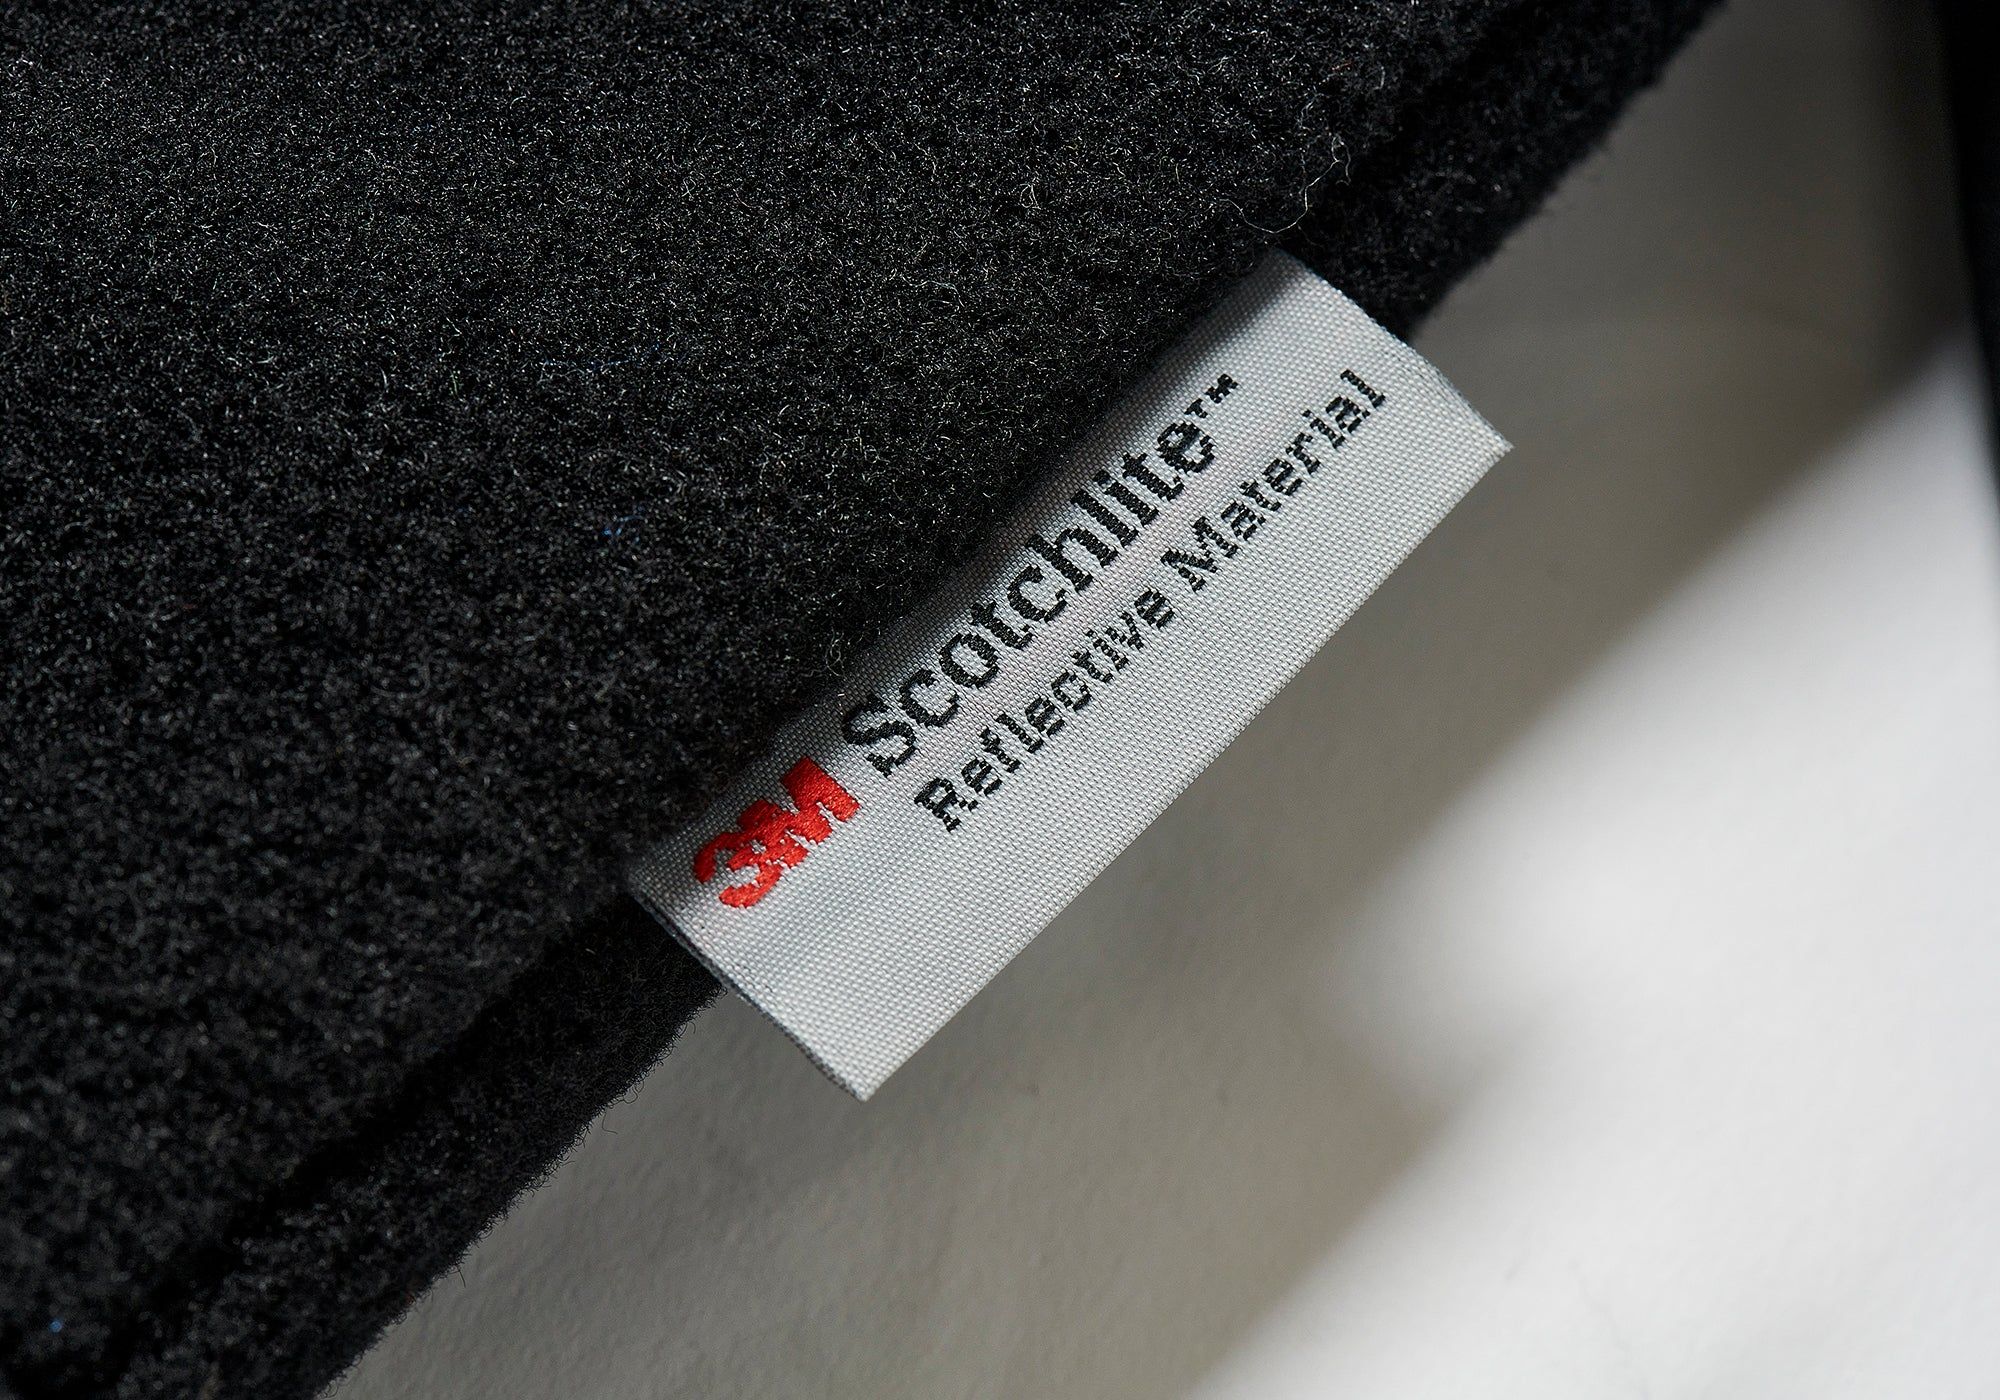 3M Scotchlite™
Reflective Material